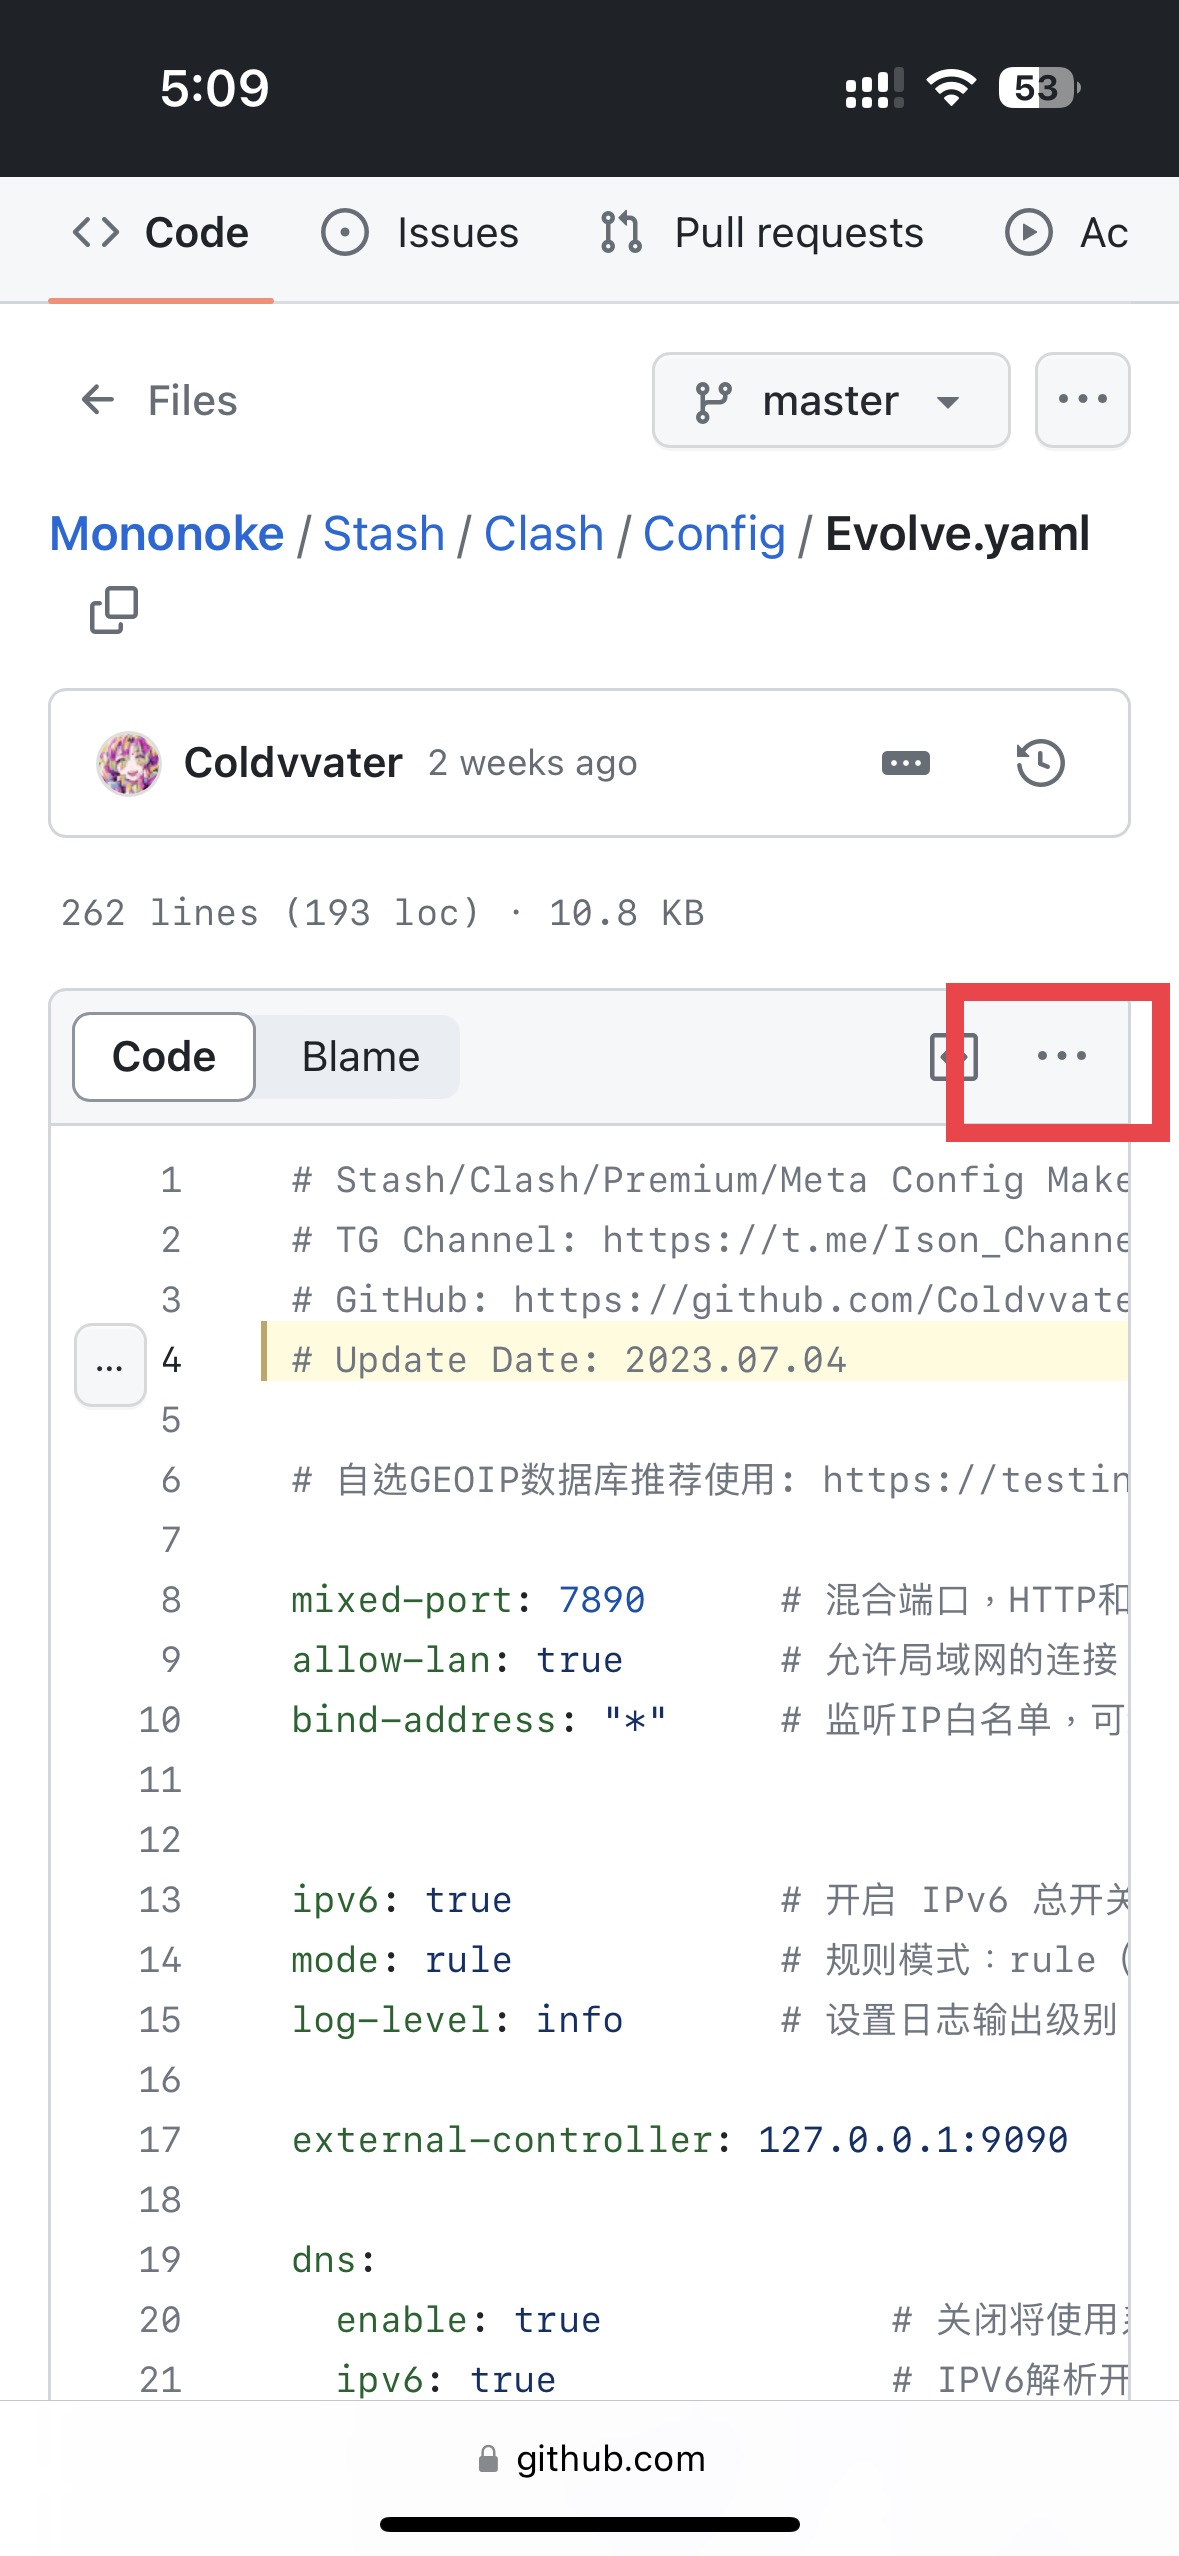 5:09
53
Code Issues Pull requests Ac
Files master
Mononoke / Stash / Clash / Config / Evolve.yaml
Coldvvater 2 weeks ago
262 lines (193 loc) · 10.8 KB
Code Blame
1 # Stash/Clash/Premium/Meta Config Make
2 # TG Channel: https://t.me/Ison_Channe
3 # GitHub: https://github.com/Coldvvate
4 # Update Date: 2023.07.04
5
6 # 自选GEOIP数据库推荐使用: https://testin
7
8 mixed-port: 7890 # 混合端口，HTTP和
9 allow-lan: true # 允许局域网的连接
10 bind-address: "*" # 监听IP白名单，可
11
12
13 ipv6: true # 开启 IPv6 总开关
14 mode: rule # 规则模式：rule（
15 log-level: info # 设置日志输出级别
16
17 external-controller: 127.0.0.1:9090
18
19 dns:
20 enable: true # 关闭将使用
21 ipv6: true # IPV6解析开
github.com